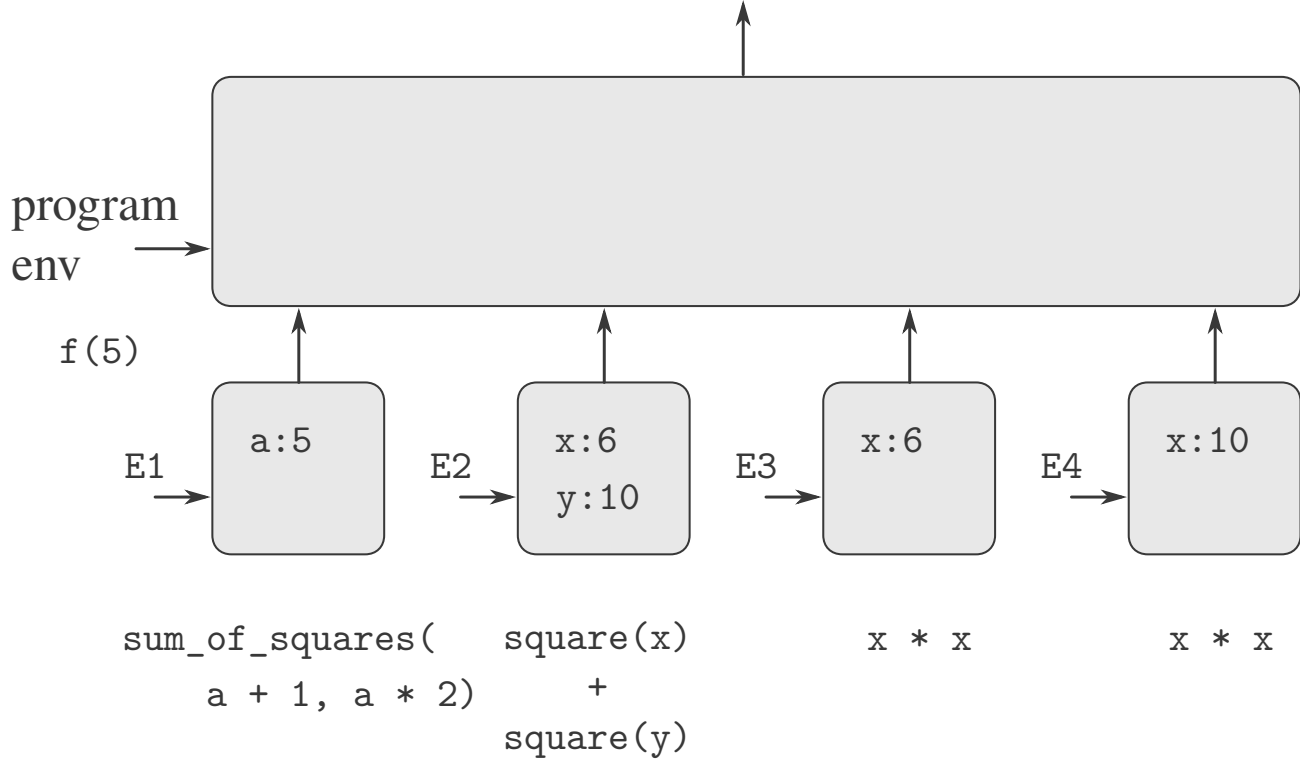 program
env
f(5)
E1
a:5
E2
x:6
y:10
E3
x:6
E4
x:10
sum_of_squares(
a + 1, a * 2)
square(x)
+
square(y)
x * x
x * x